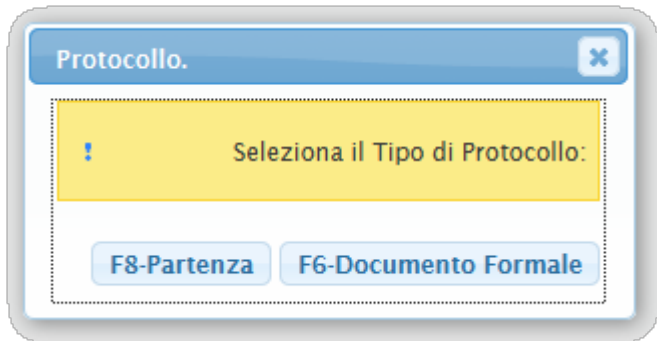 Protocollo.
! Seleziona il Tipo di Protocollo:
F8-Partenza F6-Documento Formale